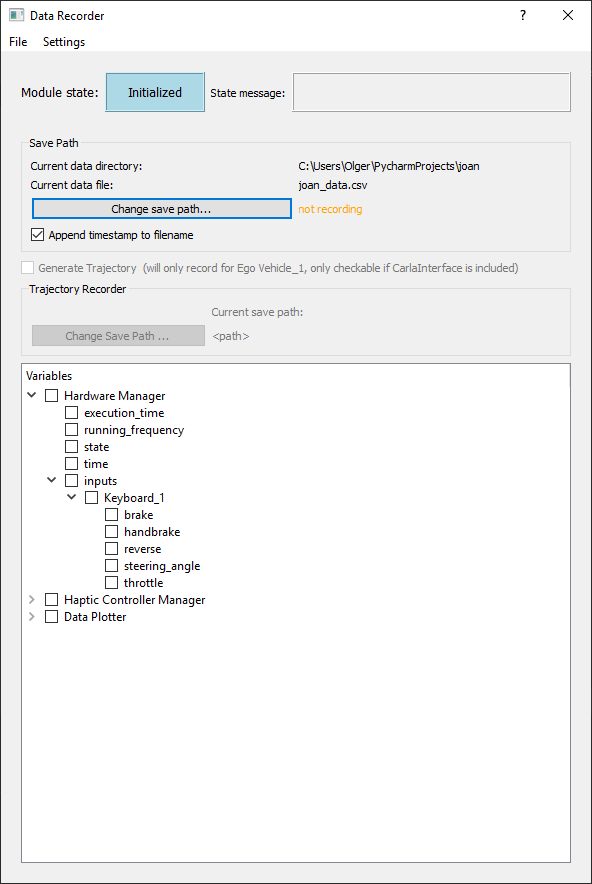 Data Recorder
File Settings
Module state: Initialized State message:
Save Path
Current data directory: C:\Users\Olger\PycharmProjects\joan
Current data file: joan_data.csv
Change save path... not recording
Append timestamp to filename
Generate Trajectory (will only record for Ego Vehicle_1, only checkable if CarlaInterface is included)
Trajectory Recorder
Current save path:
Change Save Path ... <path>
Variables
Hardware Manager
execution_time
running_frequency
state
time
inputs
Keyboard_1
brake
handbrake
reverse
steering_angle
throttle
Haptic Controller Manager
Data Plotter